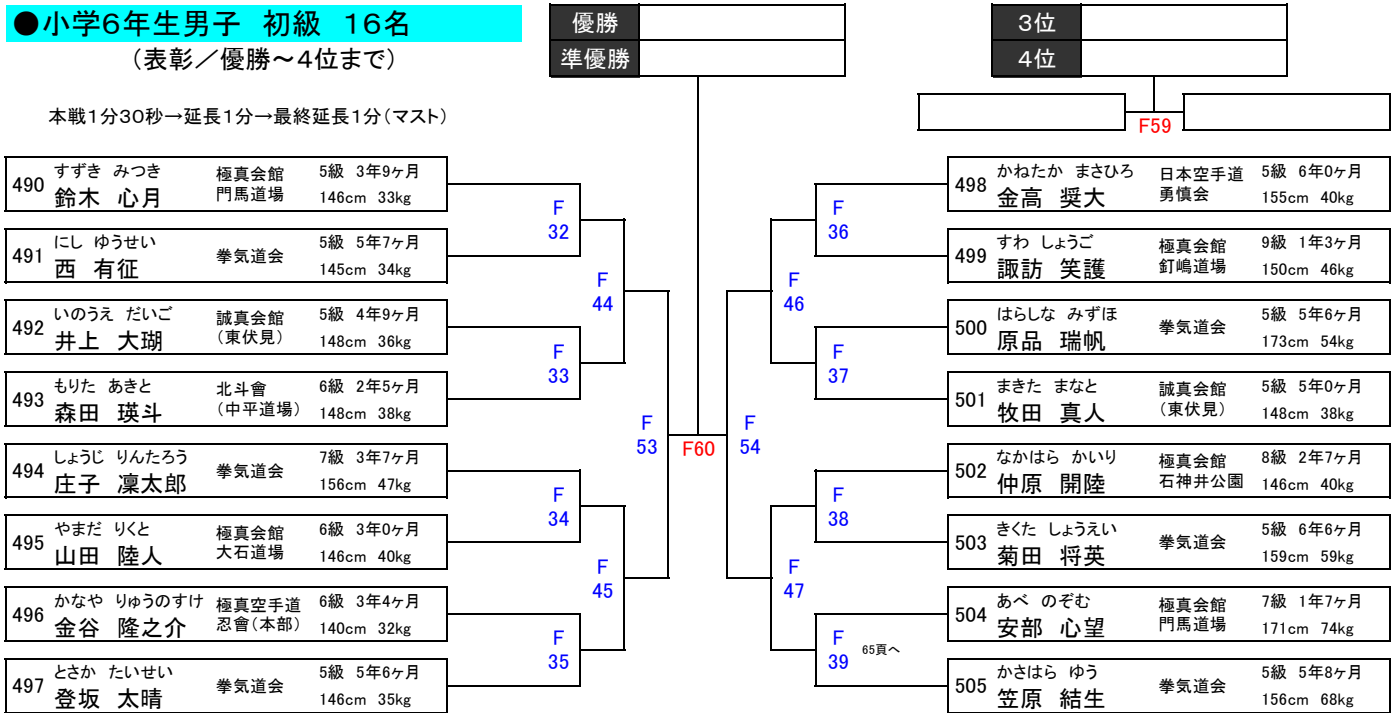 ●小学6年生男子 初級 16名
(表彰／優勝～4位まで)
本戦1分30秒→延長1分→最終延長1分(マスト)
優勝
準優勝
3位
4位
F59
490 すずき みつき 極真会館 5級 3年9ヶ月
鈴木 心月 門馬道場 146cm 33kg
491 にし ゆうせい 拳気道会 5級 5年7ヶ月
西 有征 145cm 34kg
492 いのうえ だいご 誠真会館 5級 4年9ヶ月
井上 大瑚 (東伏見) 148cm 36kg
493 もりた あきと 北斗會 6級 2年5ヶ月
森田 瑛斗 (中平道場) 148cm 38kg
494 しょうじ りんたろう 拳気道会 7級 3年7ヶ月
庄子 凜太郎 156cm 47kg
495 やまだ りくと 極真会館 6級 3年0ヶ月
山田 陸人 大石道場 146cm 40kg
496 かなや りゅうのすけ 極真空手道 6級 3年4ヶ月
金谷 隆之介 忍會(本部) 140cm 32kg
497 とさか たいせい 拳気道会 5級 5年6ヶ月
登坂 太晴 146cm 35kg
F
32
F
33
F
34
F
35
F
44
F
45
F
53
F60
F
54
F
46
F
47
F
36
F
37
F
38
F
39 65頁へ
498 かねたか まさひろ 日本空手道 5級 6年0ヶ月
金高 奨大 勇慎会 155cm 40kg
499 すわ しょうご 極真会館 9級 1年3ヶ月
諏訪 笑護 釘嶋道場 150cm 46kg
500 はらしな みずほ 拳気道会 5級 5年6ヶ月
原品 瑞帆 173cm 54kg
501 まきた まなと 誠真会館 5級 5年0ヶ月
牧田 真人 (東伏見) 148cm 38kg
502 なかはら かいり 極真会館 8級 2年7ヶ月
仲原 開陸 石神井公園 146cm 40kg
503 きくた しょうえい 拳気道会 5級 6年6ヶ月
菊田 将英 159cm 59kg
504 あべ のぞむ 極真会館 7級 1年7ヶ月
安部 心望 門馬道場 171cm 74kg
505 かさはら ゆう 拳気道会 5級 5年8ヶ月
笠原 結生 156cm 68kg